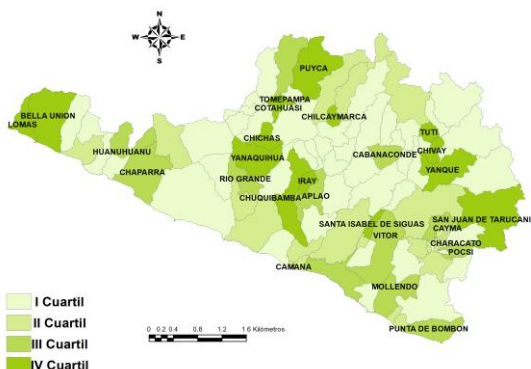 N
W E
S
PUYCA
TOMEPAMPA
COTAHUASI
BELLA UNION
LOMAS
CHILCAYMARCA
HUANUHUANU
CHICHAS
TUTI
CHIVAY
YANAQUIHUA
CABANACONDE
YANQUE
CHAPARRA
RIO GRANDE
IRAY
CHUQUIBAMBA
APLAO
SANTA ISABEL DE SIGUAS
SAN JUAN DE TARUCANI
CAYMA
VITOR
CHARACATO
POCSI
CAMANA
MOLLENDO
PUNTA DE BOMBON
I Cuartil
II Cuartil
III Cuartil
IV Cuartil
0 0.2 0.4 0.8 1.2 1.6 Kilómetros